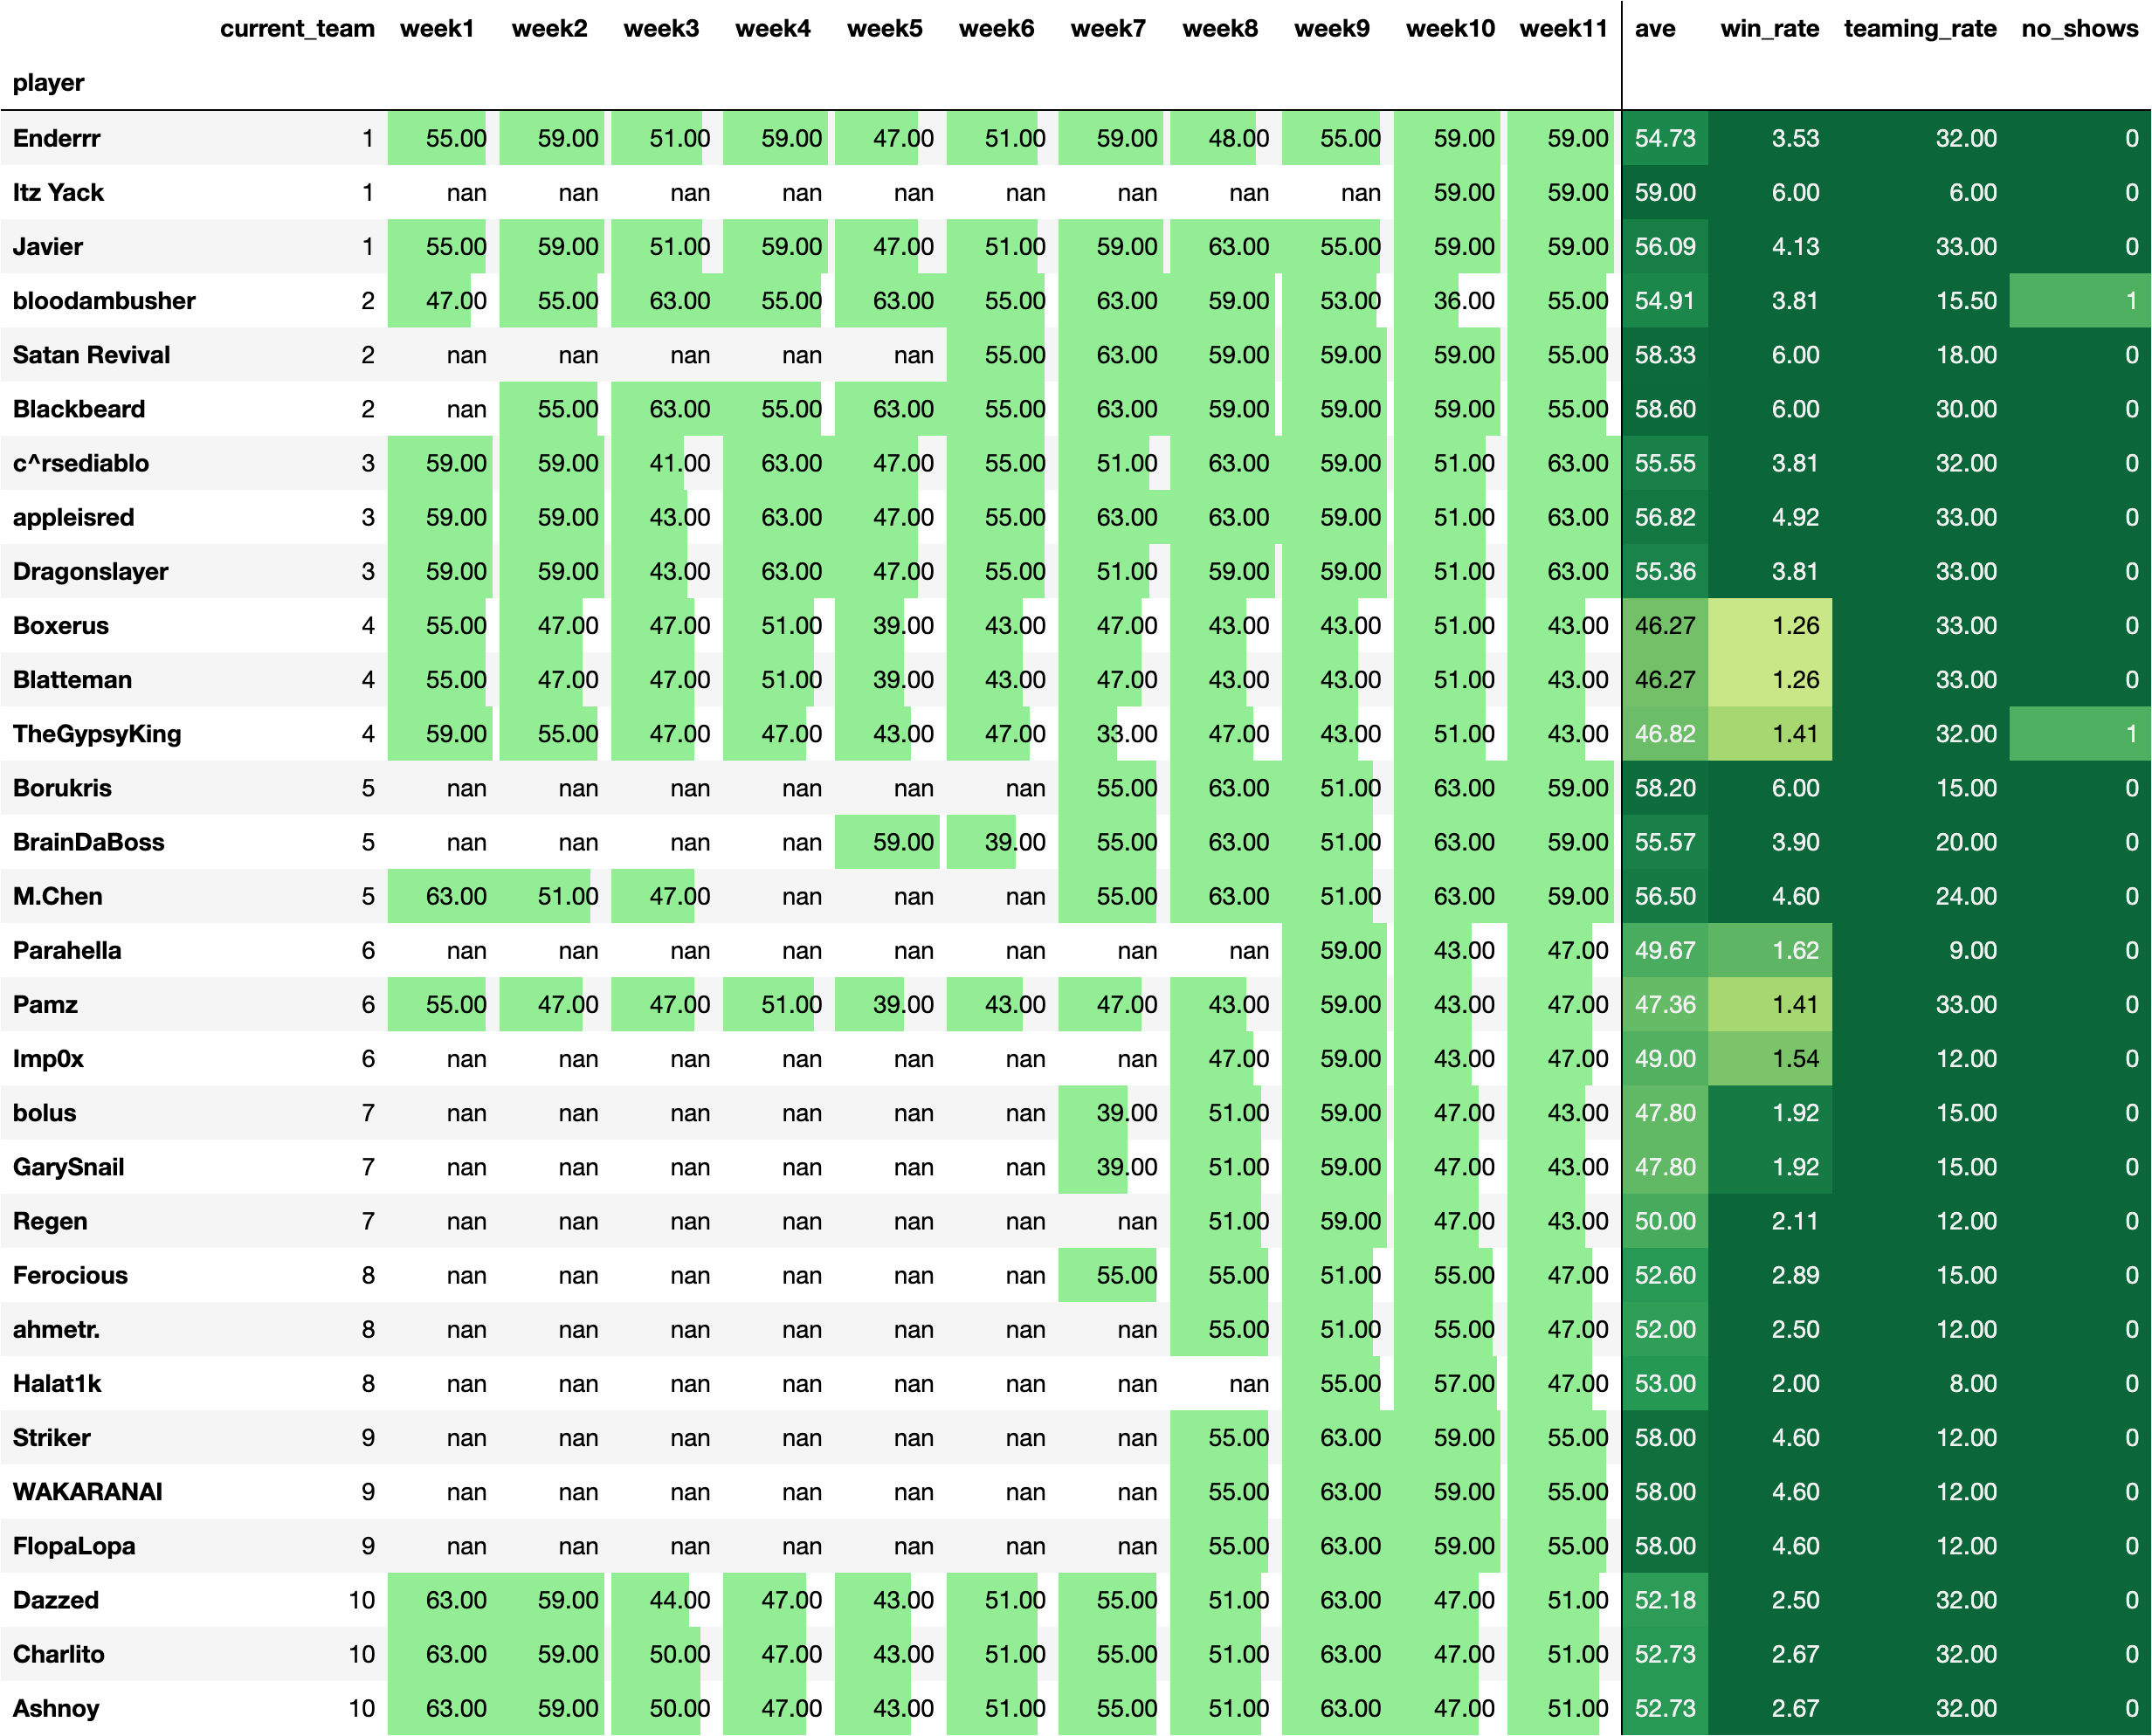 current_team week1 week2 week3 week4 week5 week6 week7 week8 week9 week10 week11 ave win_rate teaming_rate no_shows
player
Enderrr 1 55.00 59.00 51.00 59.00 47.00 51.00 59.00 48.00 55.00 59.00 59.00 54.73 3.53 32.00 0
Itz Yack 1 nan nan nan nan nan nan nan nan nan 59.00 59.00 59.00 6.00 6.00 0
Javier 1 55.00 59.00 51.00 59.00 47.00 51.00 59.00 63.00 55.00 59.00 59.00 56.09 4.13 33.00 0
bloodambusher 2 47.00 55.00 63.00 55.00 63.00 55.00 63.00 59.00 53.00 36.00 55.00 54.91 3.81 15.50 1
Satan Revival 2 nan nan nan nan nan 55.00 63.00 59.00 59.00 59.00 55.00 58.33 6.00 18.00 0
Blackbeard 2 nan 55.00 63.00 55.00 63.00 55.00 63.00 59.00 59.00 59.00 55.00 58.60 6.00 30.00 0
c^rsediablo 3 59.00 59.00 41.00 63.00 47.00 55.00 51.00 63.00 59.00 51.00 63.00 55.55 3.81 32.00 0
appleisred 3 59.00 59.00 43.00 63.00 47.00 55.00 63.00 63.00 59.00 51.00 63.00 56.82 4.92 33.00 0
Dragonslayer 3 59.00 59.00 43.00 63.00 47.00 55.00 51.00 59.00 59.00 51.00 63.00 55.36 3.81 33.00 0
Boxerus 4 55.00 47.00 47.00 51.00 39.00 43.00 47.00 43.00 43.00 51.00 43.00 46.27 1.26 33.00 0
Blatteman 4 55.00 47.00 47.00 51.00 39.00 43.00 47.00 43.00 43.00 51.00 43.00 46.27 1.26 33.00 0
TheGypsyKing 4 59.00 55.00 47.00 47.00 43.00 47.00 33.00 47.00 43.00 51.00 43.00 46.82 1.41 32.00 1
Borukris 5 nan nan nan nan nan nan 55.00 63.00 51.00 63.00 59.00 58.20 6.00 15.00 0
BrainDaBoss 5 nan nan nan nan 59.00 39.00 55.00 63.00 51.00 63.00 59.00 55.57 3.90 20.00 0
M.Chen 5 63.00 51.00 47.00 nan nan nan 55.00 63.00 51.00 63.00 59.00 56.50 4.60 24.00 0
Parahella 6 nan nan nan nan nan nan nan nan 59.00 43.00 47.00 49.67 1.62 9.00 0
Pamz 6 55.00 47.00 47.00 51.00 39.00 43.00 47.00 43.00 59.00 43.00 47.00 47.36 1.41 33.00 0
Imp0x 6 nan nan nan nan nan nan nan 47.00 59.00 43.00 47.00 49.00 1.54 12.00 0
bolus 7 nan nan nan nan nan nan 39.00 51.00 59.00 47.00 43.00 47.80 1.92 15.00 0
GarySnail 7 nan nan nan nan nan nan 39.00 51.00 59.00 47.00 43.00 47.80 1.92 15.00 0
Regen 7 nan nan nan nan nan nan nan 51.00 59.00 47.00 43.00 50.00 2.11 12.00 0
Ferocious 8 nan nan nan nan nan nan 55.00 55.00 51.00 55.00 47.00 52.60 2.89 15.00 0
ahmetr. 8 nan nan nan nan nan nan nan 55.00 51.00 55.00 47.00 52.00 2.50 12.00 0
Halat1k 8 nan nan nan nan nan nan nan nan 55.00 57.00 47.00 53.00 2.00 8.00 0
Striker 9 nan nan nan nan nan nan nan 55.00 63.00 59.00 55.00 58.00 4.60 12.00 0
WAKARANAI 9 nan nan nan nan nan nan nan 55.00 63.00 59.00 55.00 58.00 4.60 12.00 0
FlopaLopa 9 nan nan nan nan nan nan nan 55.00 63.00 59.00 55.00 58.00 4.60 12.00 0
Dazzed 10 63.00 59.00 44.00 47.00 43.00 51.00 55.00 51.00 63.00 47.00 51.00 52.18 2.50 32.00 0
Charlito 10 63.00 59.00 50.00 47.00 43.00 51.00 55.00 51.00 63.00 47.00 51.00 52.73 2.67 32.00 0
Ashnoy 10 63.00 59.00 50.00 47.00 43.00 51.00 55.00 51.00 63.00 47.00 51.00 52.73 2.67 32.00 0